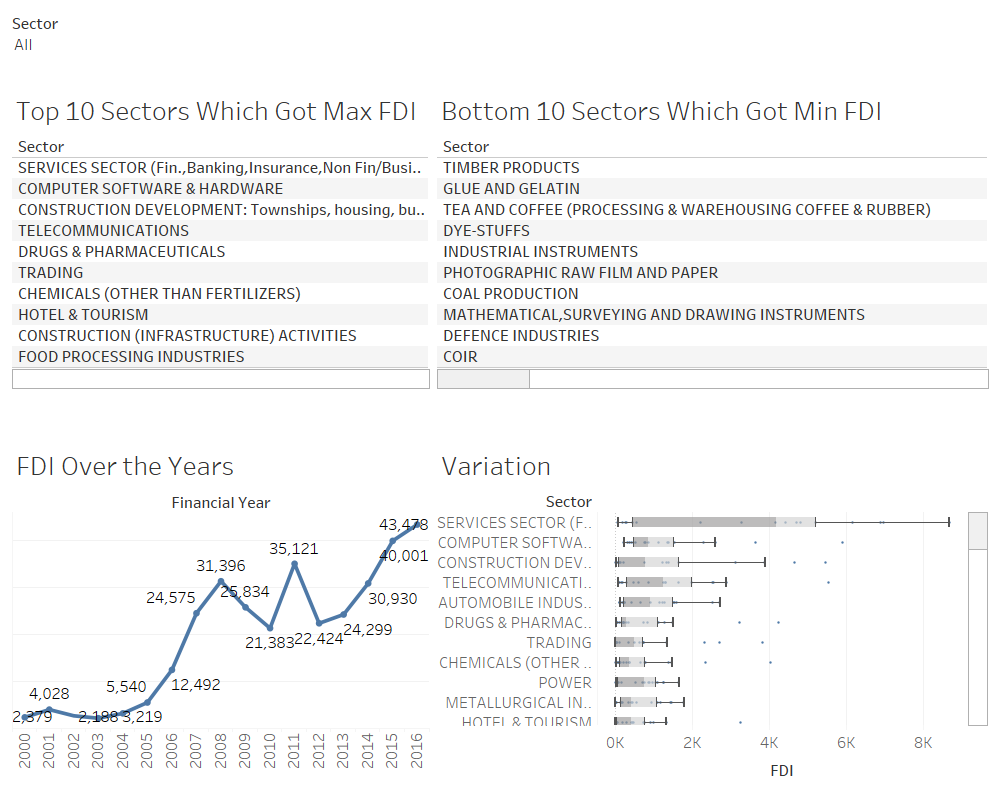 Sector
All
Top 10 Sectors Which Got Max FDI
Sector
SERVICES SECTOR (Fin.,Banking,Insurance,Non Fin/Busi..
COMPUTER SOFTWARE & HARDWARE
CONSTRUCTION DEVELOPMENT: Townships, housing, bu..
TELECOMMUNICATIONS
DRUGS & PHARMACEUTICALS
TRADING
CHEMICALS (OTHER THAN FERTILIZERS)
HOTEL & TOURISM
CONSTRUCTION (INFRASTRUCTURE) ACTIVITIES
FOOD PROCESSING INDUSTRIES
Bottom 10 Sectors Which Got Min FDI
Sector
TIMBER PRODUCTS
GLUE AND GELATIN
TEA AND COFFEE (PROCESSING & WAREHOUSING COFFEE & RUBBER)
DYE-STUFFS
INDUSTRIAL INSTRUMENTS
PHOTOGRAPHIC RAW FILM AND PAPER
COAL PRODUCTION
MATHEMATICAL,SURVEYING AND DRAWING INSTRUMENTS
DEFENCE INDUSTRIES
COIR
FDI Over the Years
Financial Year
43,478
40,001
35,121
31,396
30,930
25,834
24,575
24,299
22,424
21,383
12,492
5,540
4,028
2,379
2,188
3,219
2000
2001
2002
2003
2004
2005
2006
2007
2008
2009
2010
2011
2012
2013
2014
2015
2016
Variation
Sector
SERVICES SECTOR (F..
COMPUTER SOFTWA..
CONSTRUCTION DEV..
TELECOMMUNICATI..
AUTOMOBILE INDUS..
DRUGS & PHARMAC..
TRADING
CHEMICALS (OTHER ..
POWER
METALLURGICAL IN..
HOTEL & TOURISM
0K 2K 4K 6K 8K
FDI